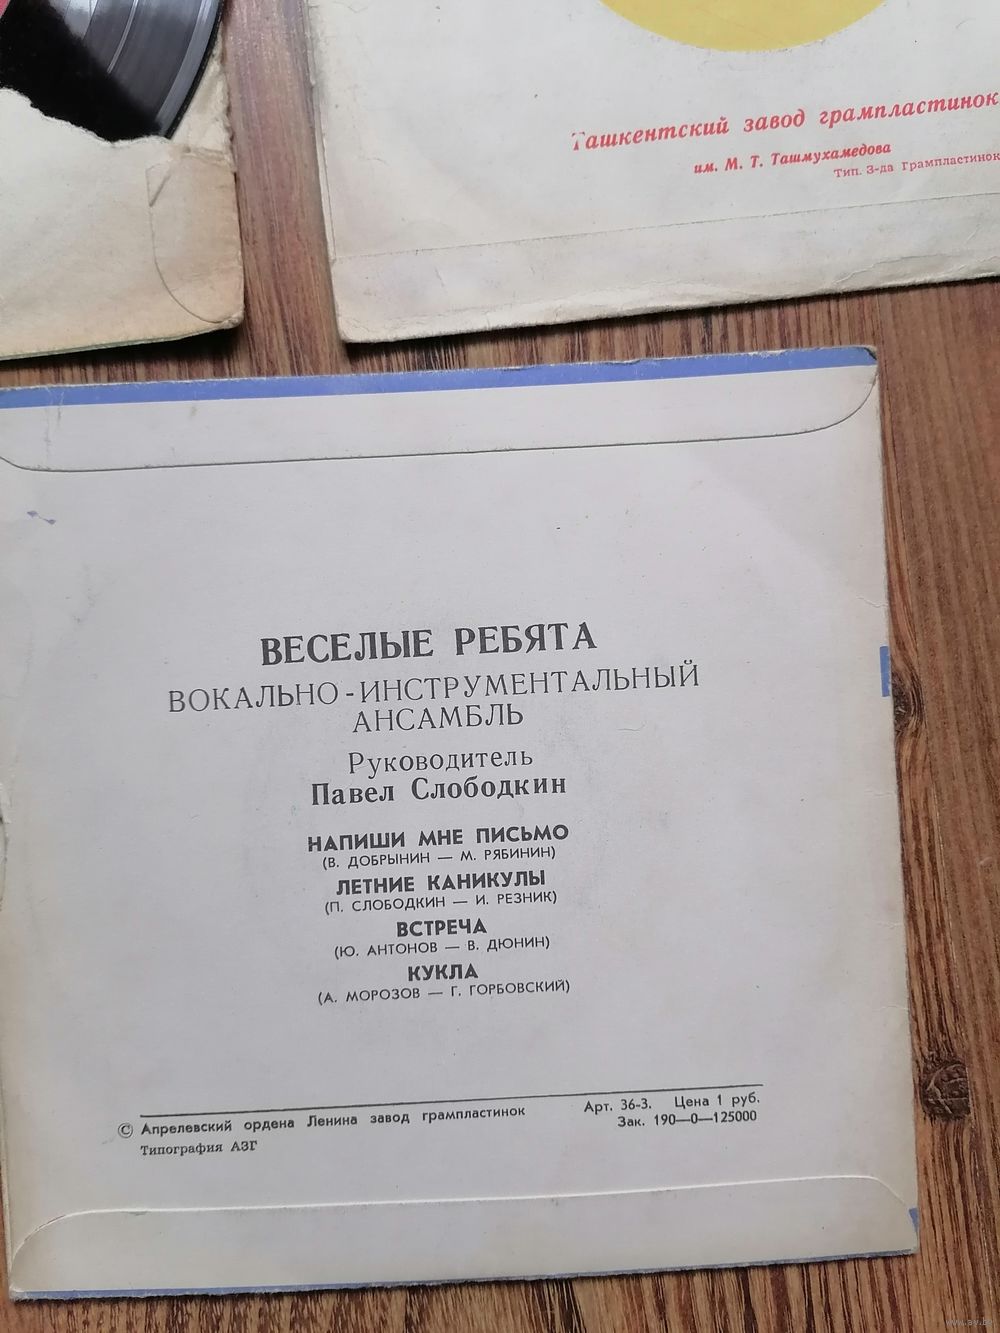 Ташкентский завод грампластинок
им. М. Т. Ташмухамедова
Тип. З-да Грампластинок
ВЕСЕЛЫЕ РЕБЯТА
ВОКАЛЬНО-ИНСТРУМЕНТАЛЬНЫЙ
АНСАМБЛЬ
Руководитель
Павел Слободкин
НАПИШИ МНЕ ПИСЬМО
(В. ДОБРЫНИН — М. РЯБИНИН)
ЛЕТНИЕ КАНИКУЛЫ
(П. СЛОБОДКИН — И. РЕЗНИК)
ВСТРЕЧА
(Ю. АНТОНОВ — В. ДЮНИН)
КУКЛА
(А. МОРОЗОВ — Г. ГОРБОВСКИЙ)
© Апрелевский ордена Ленина завод грампластинок
Типография АЗГ
Арт. 36-3. Цена 1 руб.
Зак. 190—0—125000